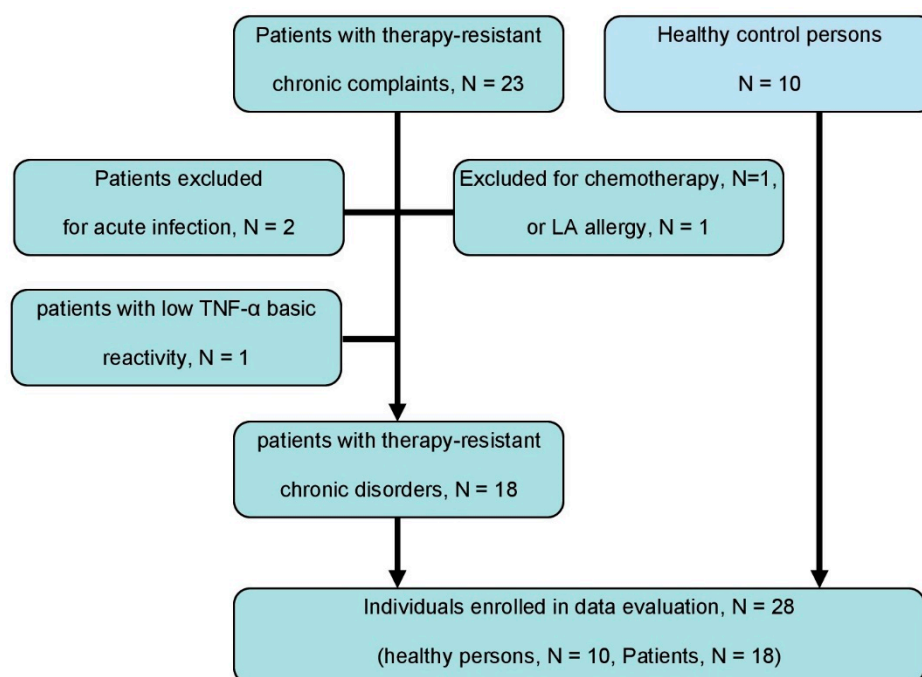 Patients with therapy-resistant
chronic complaints, N = 23
Healthy control persons
N = 10
Patients excluded
for acute infection, N = 2
Excluded for chemotherapy, N=1,
or LA allergy, N = 1
patients with low TNF-α basic
reactivity, N = 1
patients with therapy-resistant
chronic disorders, N = 18
Individuals enrolled in data evaluation, N = 28
(healthy persons, N = 10, Patients, N = 18)